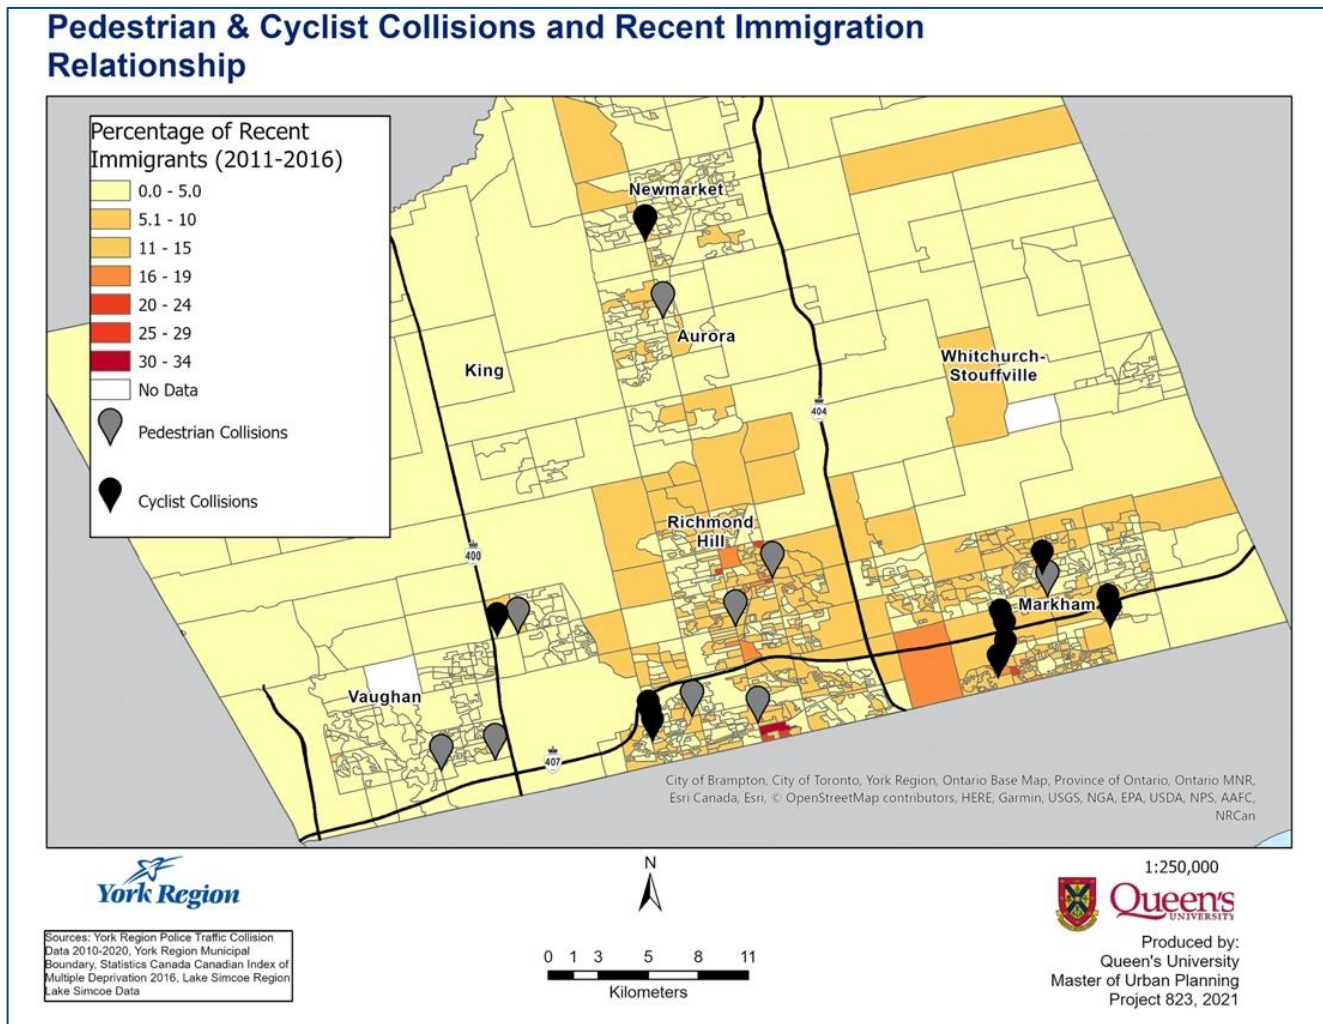 Pedestrian & Cyclist Collisions and Recent Immigration
Relationship
Percentage of Recent
Immigrants (2011-2016)
0.0 - 5.0
5.1 - 10
11 - 15
16 - 19
20 - 24
25 - 29
30 - 34
No Data
Pedestrian Collisions
Cyclist Collisions
Newmarket
Aurora
King
Whitchurch-
Stouffville
404
Richmond
Hill
400
Markham
Vaughan
407
City of Brampton, City of Toronto, York Region, Ontario Base Map, Province of Ontario, Ontario MNR,
Esri Canada, Esri, © OpenStreetMap contributors, HERE, Garmin, USGS, NGA, EPA, USDA, NPS, AAFC,
NRCan
York Region
Sources: York Region Police Traffic Collision
Data 2010-2020, York Region Municipal
Boundary, Statistics Canada Canadian Index of
Multiple Deprivation 2016, Lake Simcoe Region
Lake Simcoe Data
N
0 1 3 5 8 11
Kilometers
1:250,000
Queen's
UNIVERSITY
Produced by:
Queen's University
Master of Urban Planning
Project 823, 2021